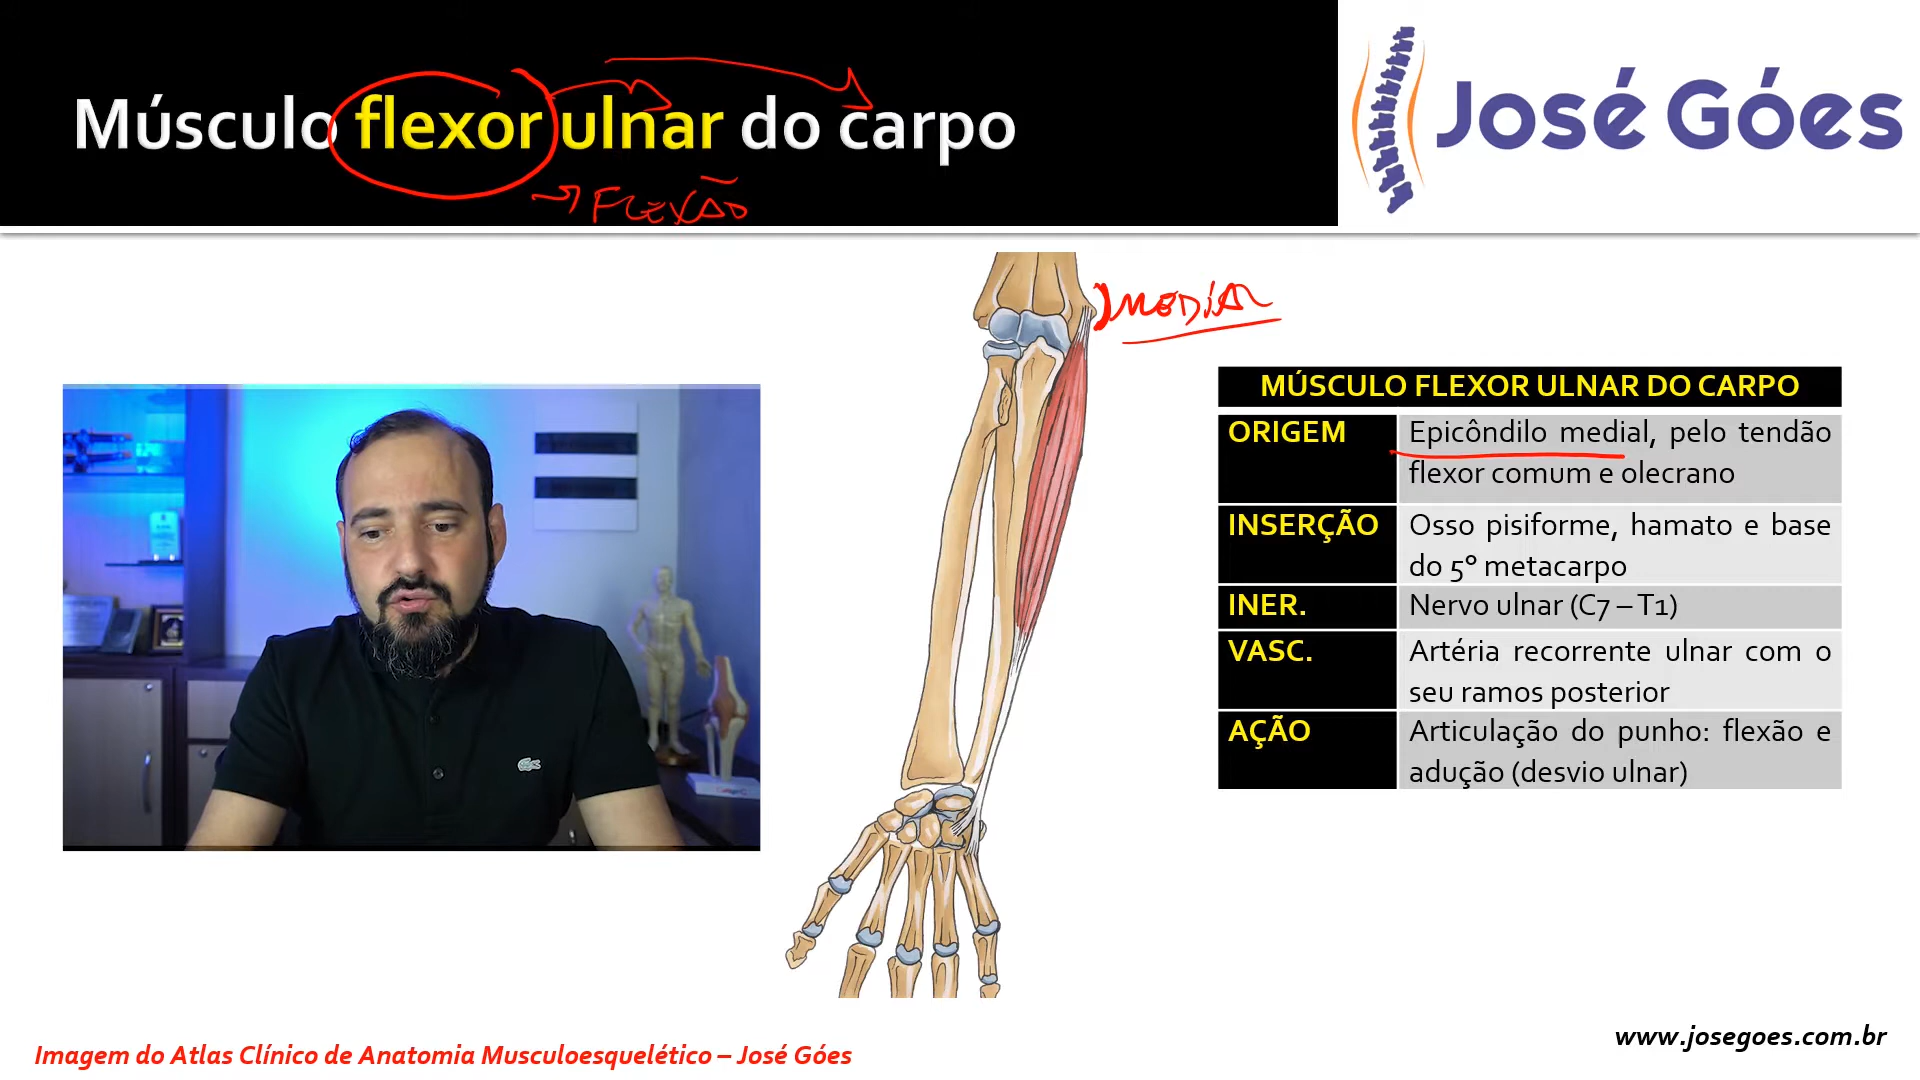 Músculo flexor ulnar do carpo
José Góes
→ FLEXÃO
MEDIAL
MÚSCULO FLEXOR ULNAR DO CARPO
ORIGEM
Epicôndilo medial, pelo tendão
flexor comum e olecrano
INSERÇÃO
Osso pisiforme, hamato e base
do 5º metacarpo
INER.
Nervo ulnar (C7 – T1)
VASC.
Artéria recorrente ulnar com o
seu ramos posterior
AÇÃO
Articulação do punho: flexão e
adução (desvio ulnar)
www.josegoes.com.br
Imagem do Atlas Clínico de Anatomia Musculoesquelético – José Góes